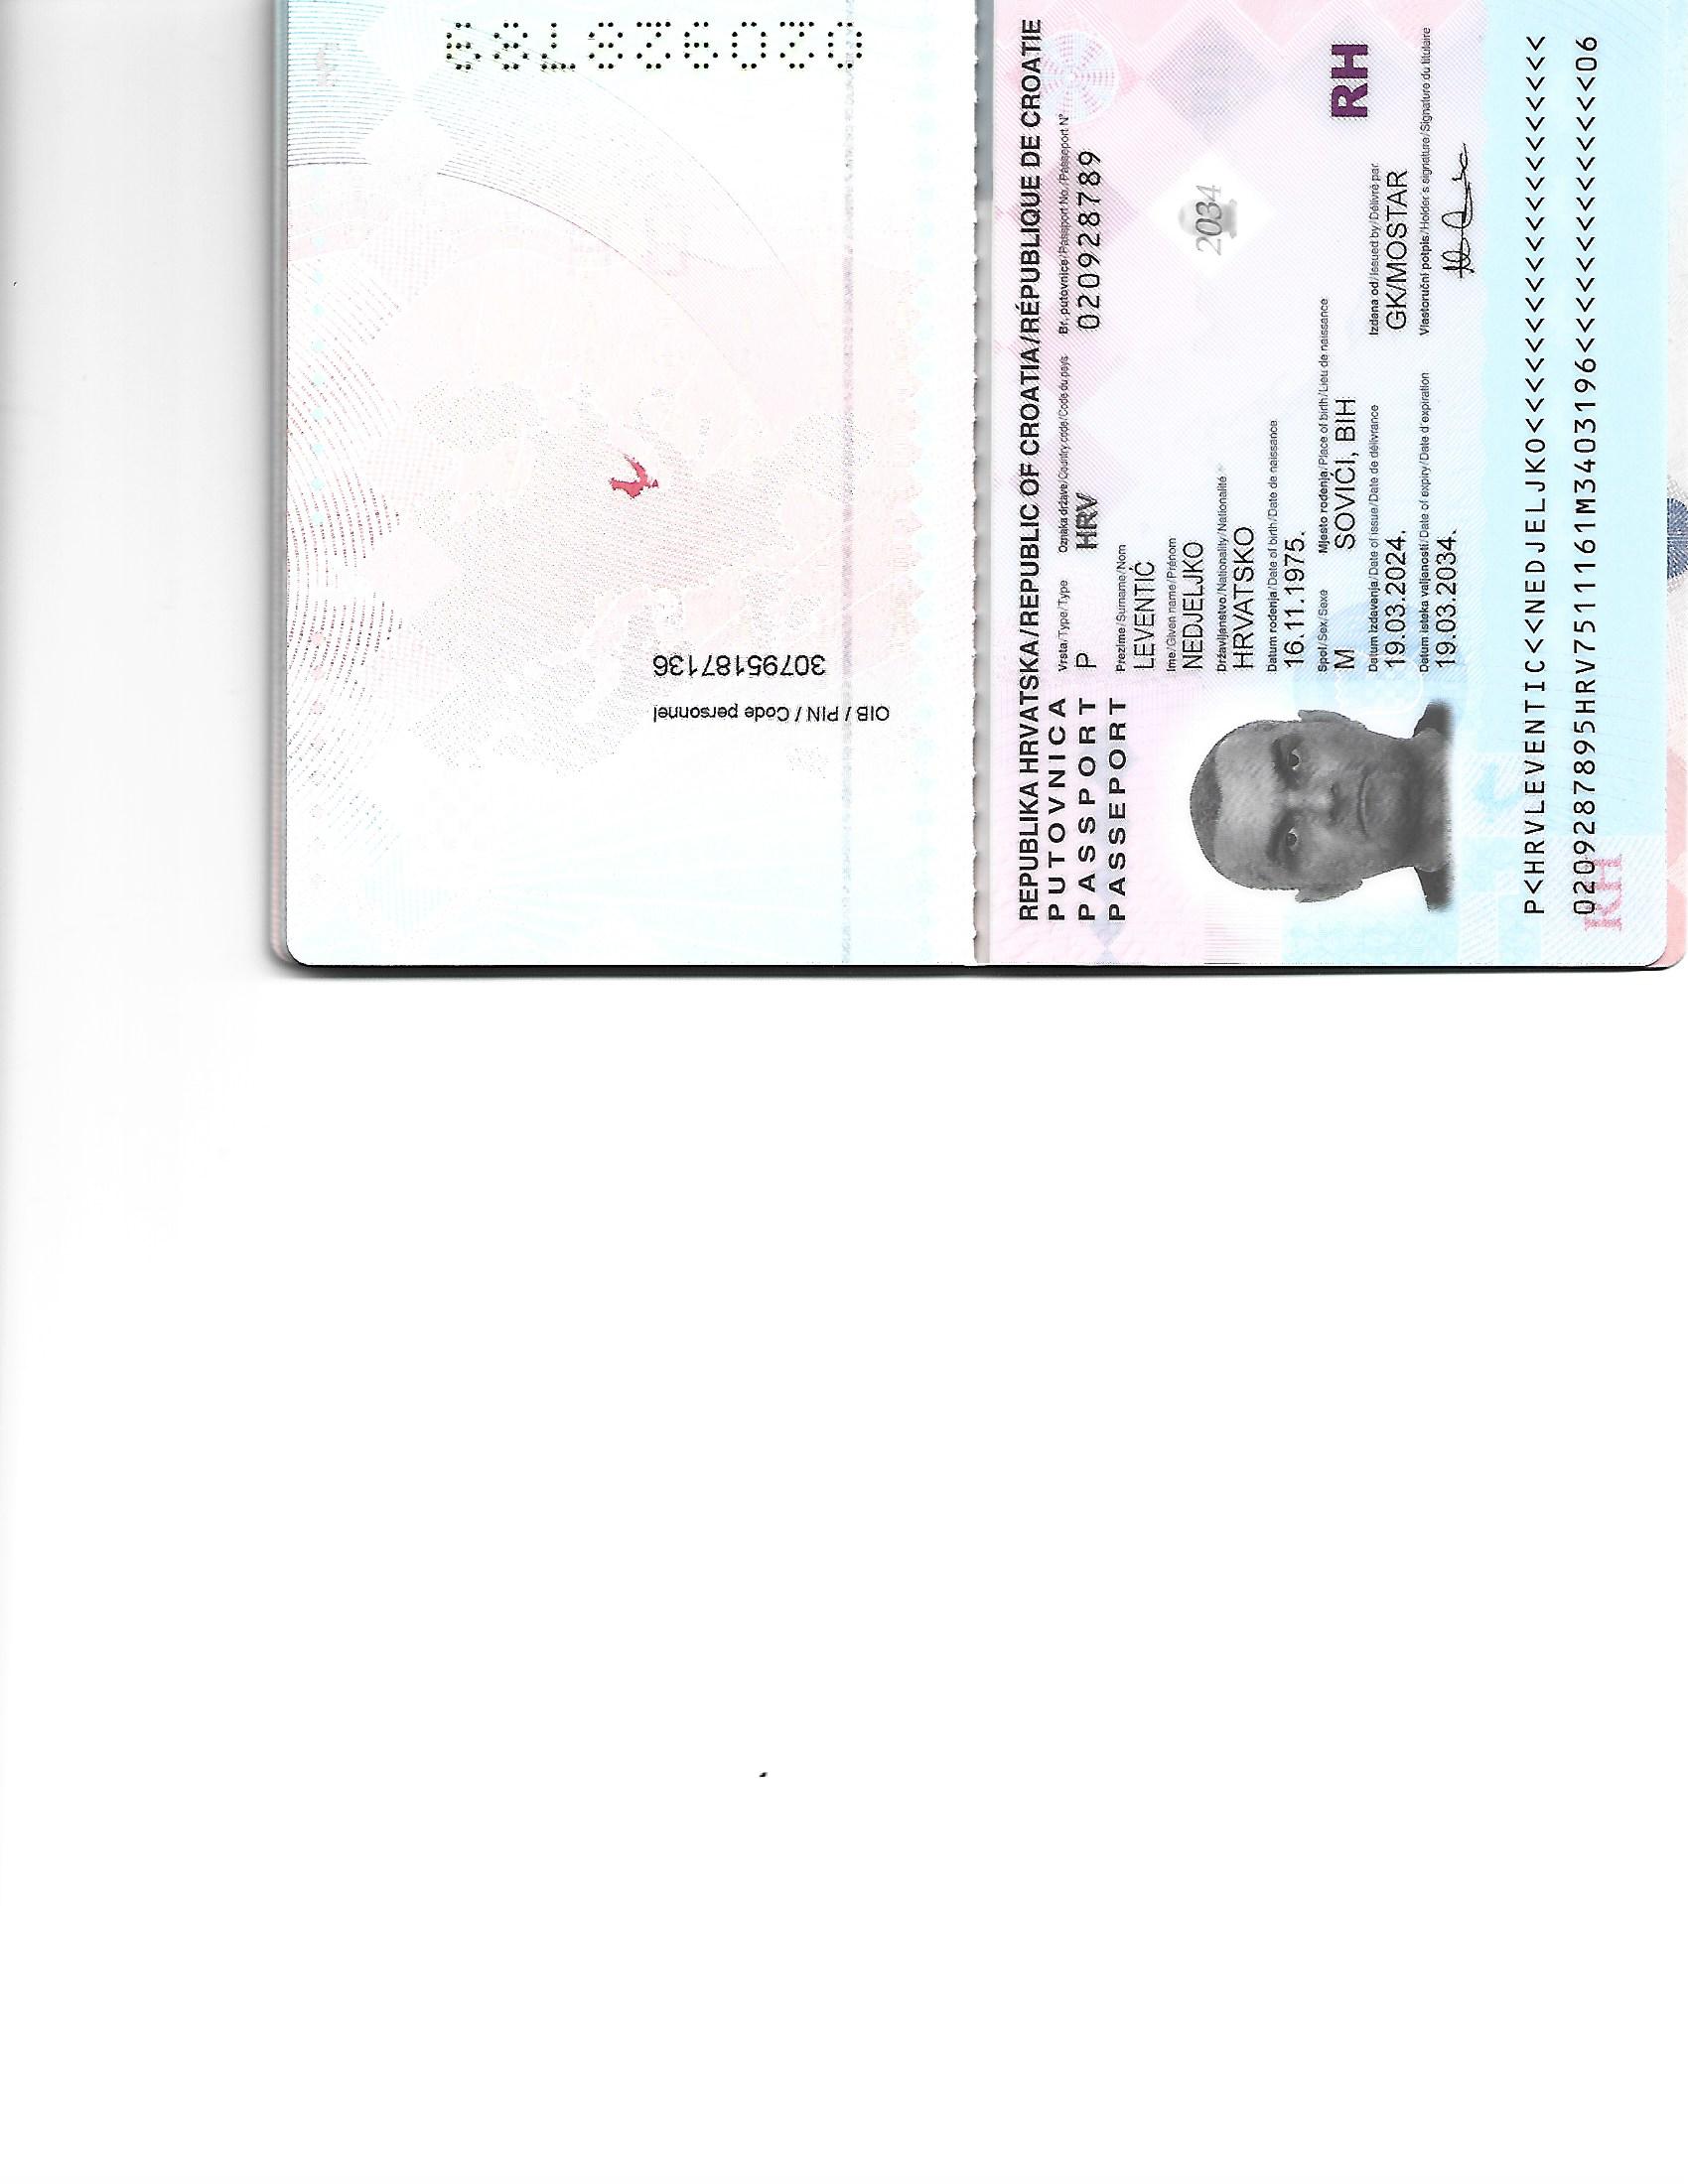 020928789
OIB / PIN / Code personnel
30795187136
REPUBLIKA HRVATSKA/REPUBLIC OF CROATIA/RÉPUBLIQUE DE CROATIE
PUTOVNICA
PASSPORT
PASSEPORT
Vrsta/Type/Type Oznaka države/Country code/Code du pays Br. putovnice/Passport No./Passeport N°
P HRV 020928789
Prezime/Surname/Nom
LEVENTIĆ
Ime/Given name/Prénom
NEDJELJKO
Državljanstvo/Nationality/Nationalité
HRVATSKO
2034
Datum rođenja/Date of birth/Date de naissance
16.11.1975.
Spol/Sex/Sexe Mjesto rođenja/Place of birth/Lieu de naissance
M SOVIĆI, BIH
RH
Datum izdavanja/Date of issue/Date de délivrance Izdana od/Issued by/Délivré par
19.03.2024. GK/MOSTAR
Datum isteka valjanosti/Date of expiry/Date d'expiration Vlastoručni potpis/Holder's signature/Signature du titulaire
19.03.2034.
P<HRVLEVENTIC<<NEDJELJKO<<<<<<<<<<<<<<<<<<<<
0209287895HRV7511161M3403196<<<<<<<<<<<<<<06
RH